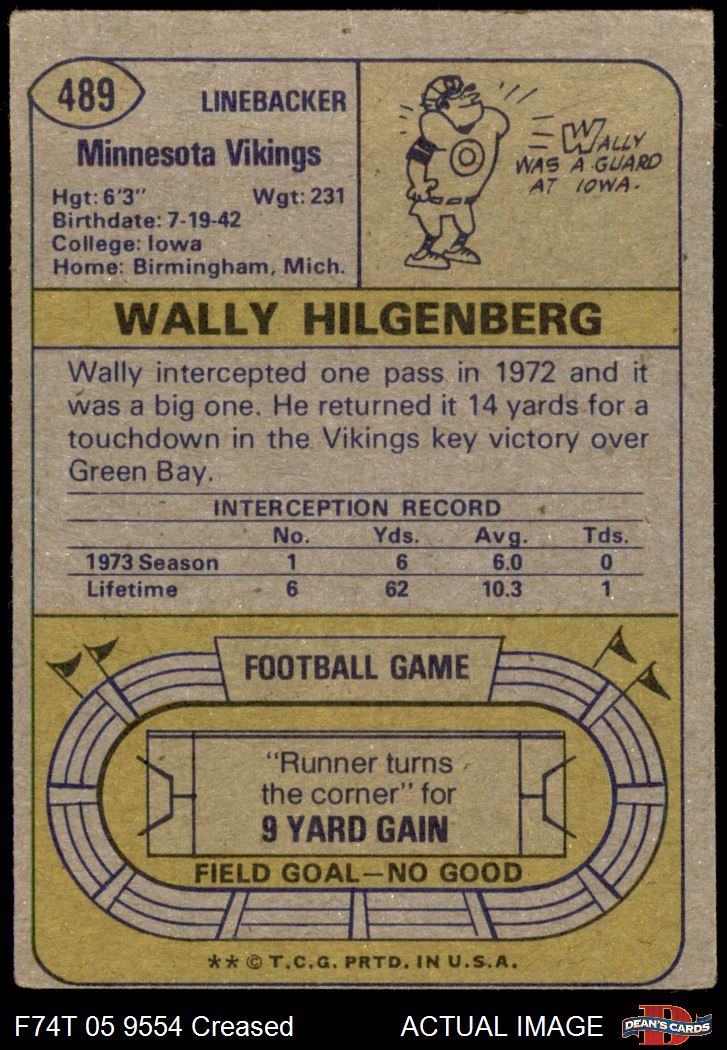 489
LINEBACKER
Minnesota Vikings
Hgt: 6'3" Wgt: 231
Birthdate: 7-19-42
College: Iowa
Home: Birmingham, Mich.
WALLY
WAS A GUARD
AT IOWA.
WALLY HILGENBERG
Wally intercepted one pass in 1972 and it
was a big one. He returned it 14 yards for a
touchdown in the Vikings key victory over
Green Bay.
INTERCEPTION RECORD
No. Yds. Avg. Tds.
1973 Season 1 6 6.0 0
Lifetime 6 62 10.3 1
FOOTBALL GAME
"Runner turns
the corner" for
9 YARD GAIN
FIELD GOAL—NO GOOD
** © T.C.G. PRTD. IN U.S.A.
F74T 05 9554 Creased ACTUAL IMAGE
D
DEAN'S CARDS